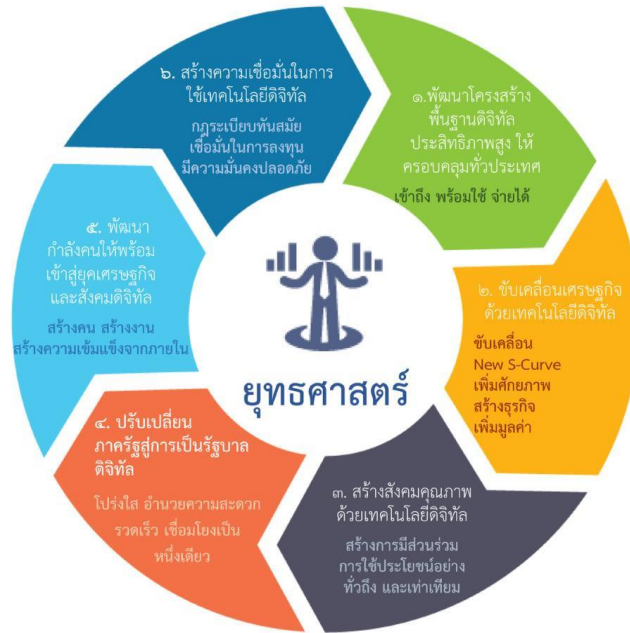 ยุทธศาสตร์
๑.พัฒนาโครงสร้าง
พื้นฐานดิจิทัล
ประสิทธิภาพสูง ให้
ครอบคลุมทั่วประเทศ
เข้าถึง พร้อมใช้ จ่ายได้
๒. ขับเคลื่อนเศรษฐกิจ
ด้วยเทคโนโลยีดิจิทัล
ขับเคลื่อน
New S-Curve
เพิ่มศักยภาพ
สร้างธุรกิจ
เพิ่มมูลค่า
๓. สร้างสังคมคุณภาพ
ด้วยเทคโนโลยีดิจิทัล
สร้างการมีส่วนร่วม
การใช้ประโยชน์อย่าง
ทั่วถึง และเท่าเทียม
๔. ปรับเปลี่ยน
ภาครัฐสู่การเป็นรัฐบาล
ดิจิทัล
โปร่งใส อำนวยความสะดวก
รวดเร็ว เชื่อมโยงเป็น
หนึ่งเดียว
๕. พัฒนา
กำลังคนให้พร้อม
เข้าสู่ยุคเศรษฐกิจ
และสังคมดิจิทัล
สร้างคน สร้างงาน
สร้างความเข้มแข็งจากภายใน
๖. สร้างความเชื่อมั่นในการ
ใช้เทคโนโลยีดิจิทัล
กฎระเบียบทันสมัย
เชื่อมั่นในการลงทุน
มีความมั่นคงปลอดภัย